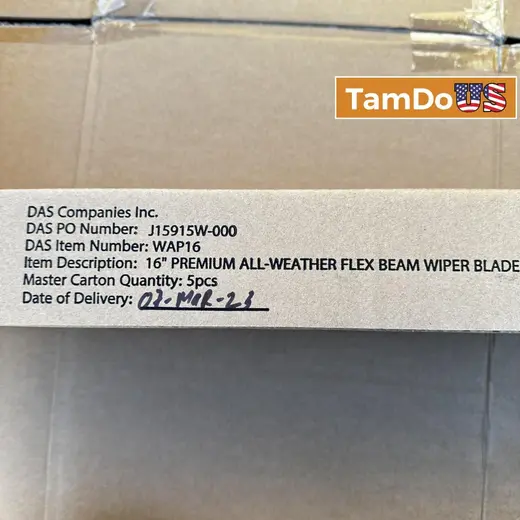 TamDoUS
DAS Companies Inc.
DAS PO Number: J15915W-000
DAS Item Number: WAP16
Item Description: 16" PREMIUM ALL-WEATHER FLEX BEAM WIPER BLADE
Master Carton Quantity: 5pcs
Date of Delivery: 03-MAR-23